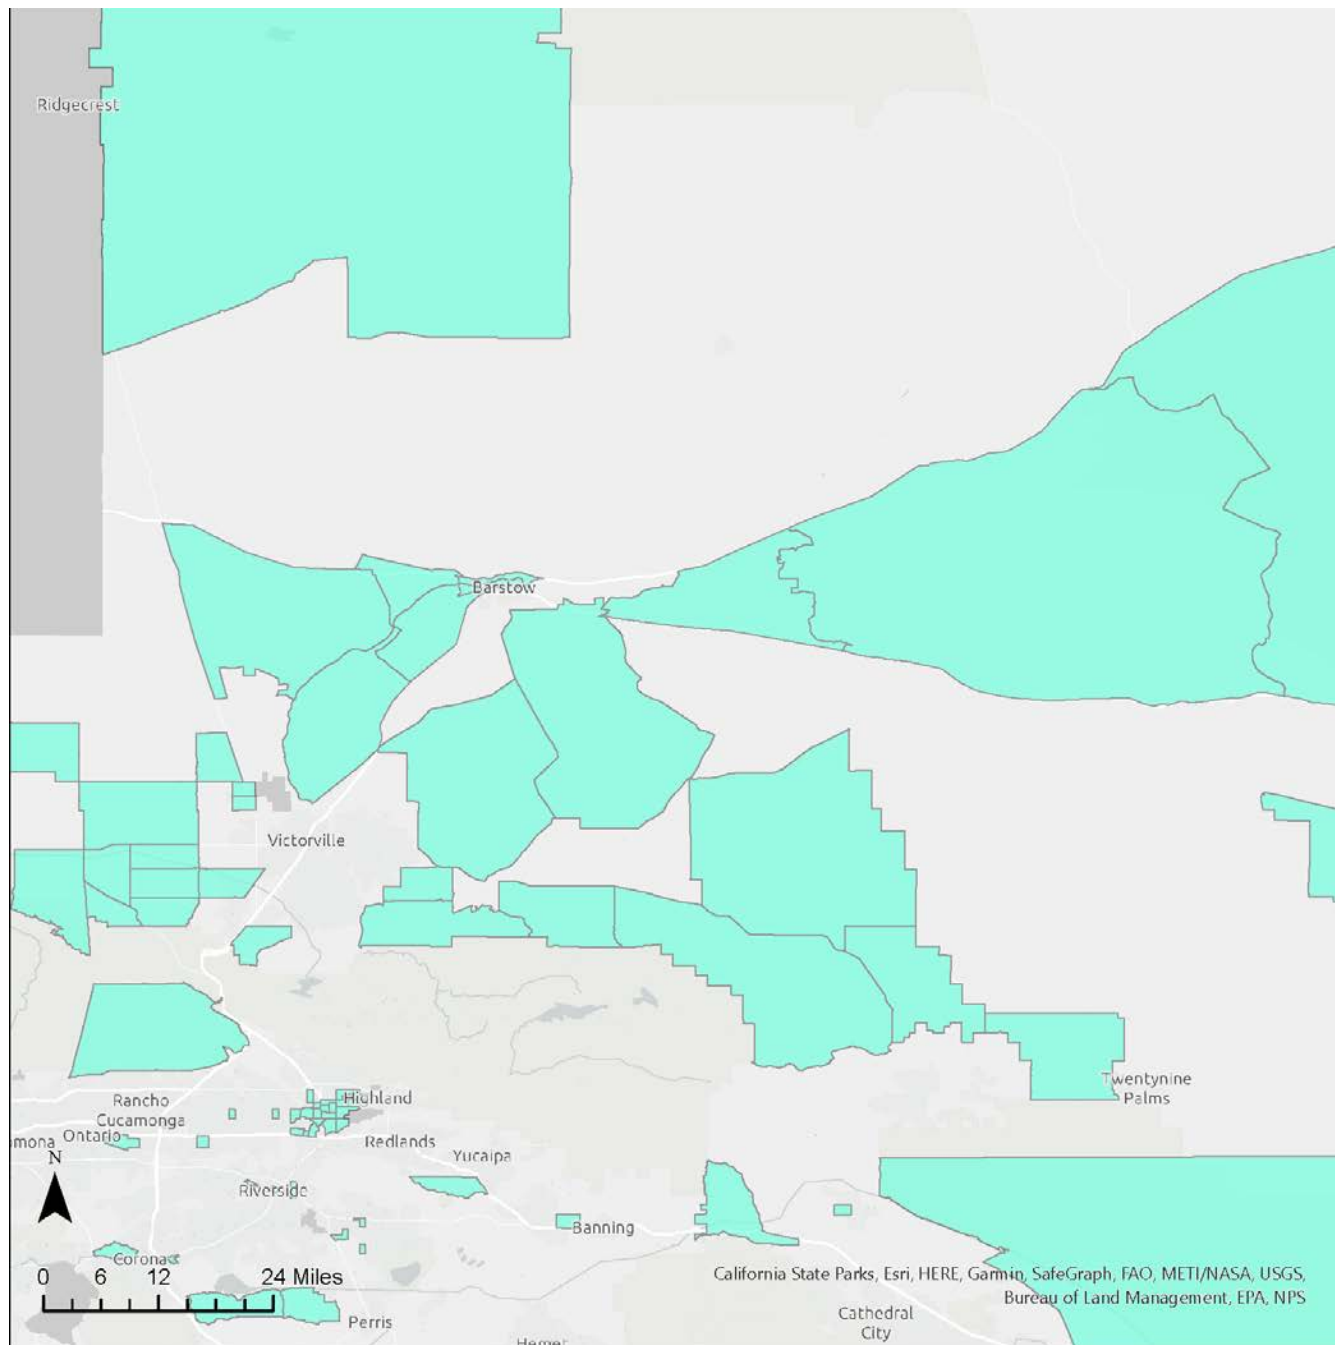 Ridgecrest
Barstow
Victorville
Twentynine
Palms
Rancho
Cucamonga
Highland
mona
Ontario
Redlands
Yucaipa
N
Riverside
Banning
Corona
0 6 12 24 Miles
California State Parks, Esri, HERE, Garmin, SafeGraph, FAO, METI/NASA, USGS,
Bureau of Land Management, EPA, NPS
Perris
Cathedral
City
Hemet